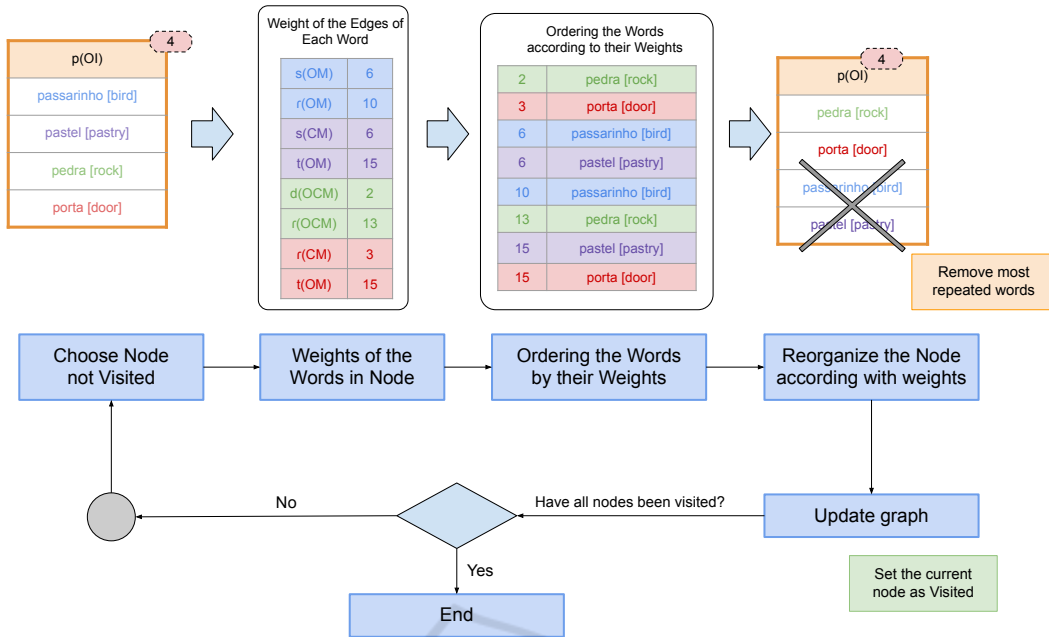 4
p(OI)
passarinho [bird]
pastel [pastry]
pedra [rock]
porta [door]
Weight of the Edges of
Each Word
s(OM) 6
r(OM) 10
s(CM) 6
t(OM) 15
d(OCM) 2
r(OCM) 13
r(CM) 3
t(OM) 15
Ordering the Words
according to their Weights
2 pedra [rock]
3 porta [door]
6 passarinho [bird]
6 pastel [pastry]
10 passarinho [bird]
13 pedra [rock]
15 pastel [pastry]
15 porta [door]
4
p(OI)
pedra [rock]
porta [door]
passarinho [bird]
pastel [pastry]
Remove most
repeated words
Choose Node
not Visited
Weights of the
Words in Node
Ordering the Words
by their Weights
Reorganize the Node
according with weights
No
Have all nodes been visited?
Update graph
Yes
Set the current
node as Visited
End